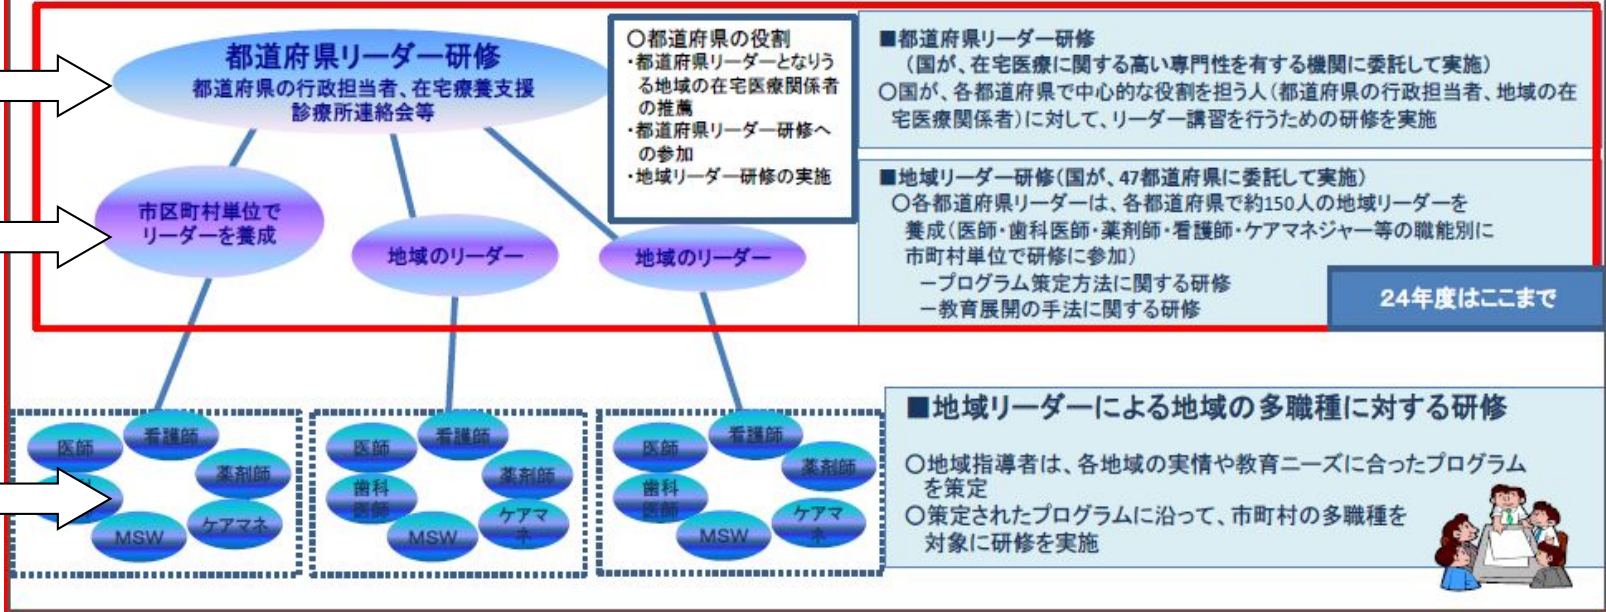 都道府県リーダー研修
都道府県の行政担当者、在宅療養支援
診療所連絡会等
〇都道府県の役割
・都道府県リーダーとなりう
る地域の在宅医療関係者
の推薦
・都道府県リーダー研修へ
の参加
・地域リーダー研修の実施
■都道府県リーダー研修
（国が、在宅医療に関する高い専門性を有する機関に委託して実施）
〇国が、各都道府県で中心的な役割を担う人（都道府県の行政担当者、地域の在
宅医療関係者）に対して、リーダー講習を行うための研修を実施
■地域リーダー研修（国が、47都道府県に委託して実施）
〇各都道府県リーダーは、各都道府県で約150人の地域リーダーを
養成（医師・歯科医師・薬剤師・看護師・ケアマネジャー等の職能別に
市町村単位で研修に参加）
－プログラム策定方法に関する研修
－教育展開の手法に関する研修
24年度はここまで
市区町村単位で
リーダーを養成
地域のリーダー
地域のリーダー
医師
看護師
薬剤師
ケアマネ
MSW
医師
看護師
薬剤師
歯科
医師
ケアマ
ネ
MSW
医師
看護師
薬剤師
歯科
医師
ケアマ
ネ
MSW
■地域リーダーによる地域の多職種に対する研修
〇地域指導者は、各地域の実情や教育ニーズに合ったプログラム
を策定
〇策定されたプログラムに沿って、市町村の多職種を
対象に研修を実施